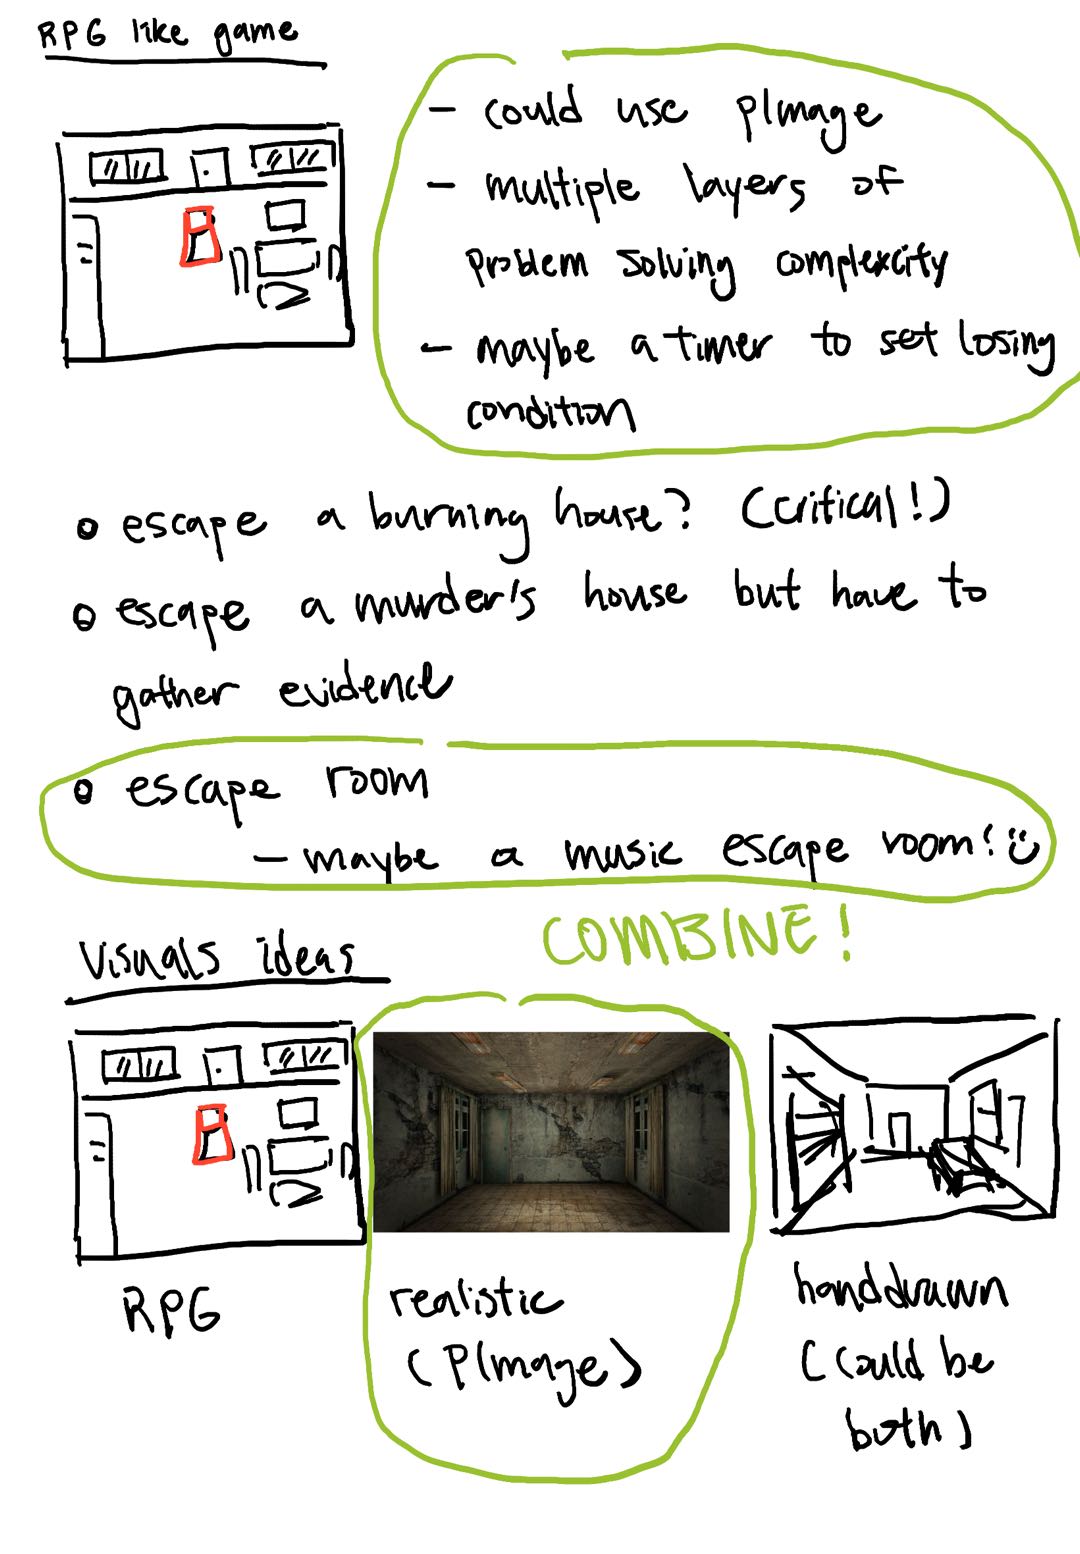 RPG like game
- could use pImage
- multiple layers of
problem solving complexcity
- maybe a timer to set losing
condition
• escape a burning house? (critical!)
• escape a murder's house but have to
gather evidence
• escape room
- maybe a music escape room! :)
COMBINE!
Visuals ideas
RPG
realistic
(PImage)
handdrawn
(could be
both)